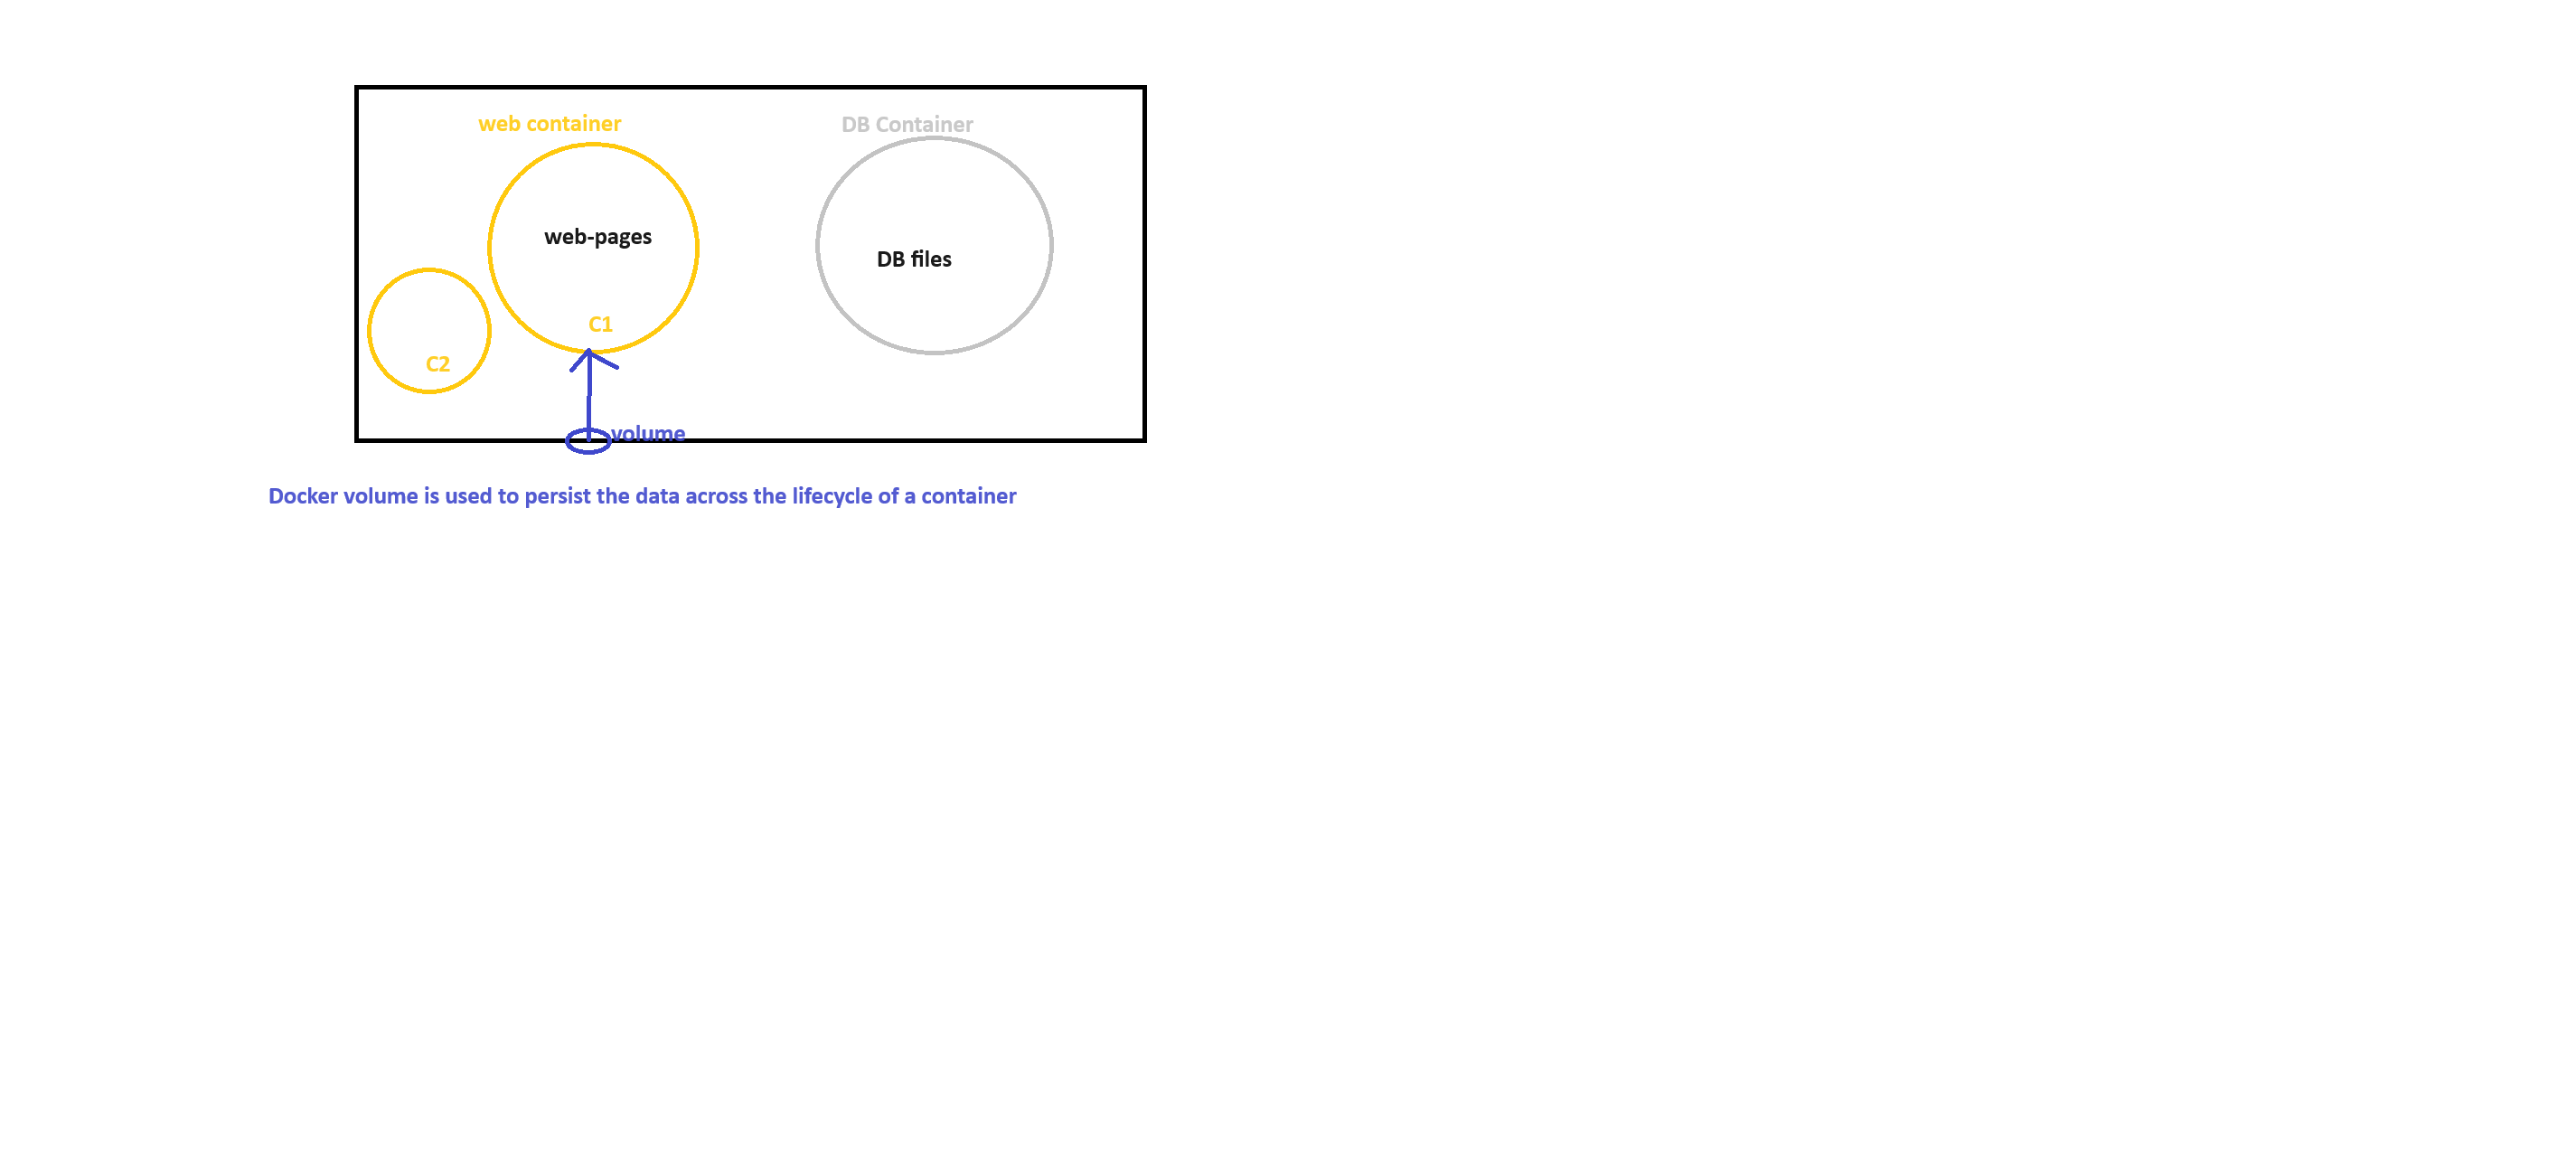 web container
DB Container
web-pages
DB files
C1
C2
volume
Docker volume is used to persist the data across the lifecycle of a container